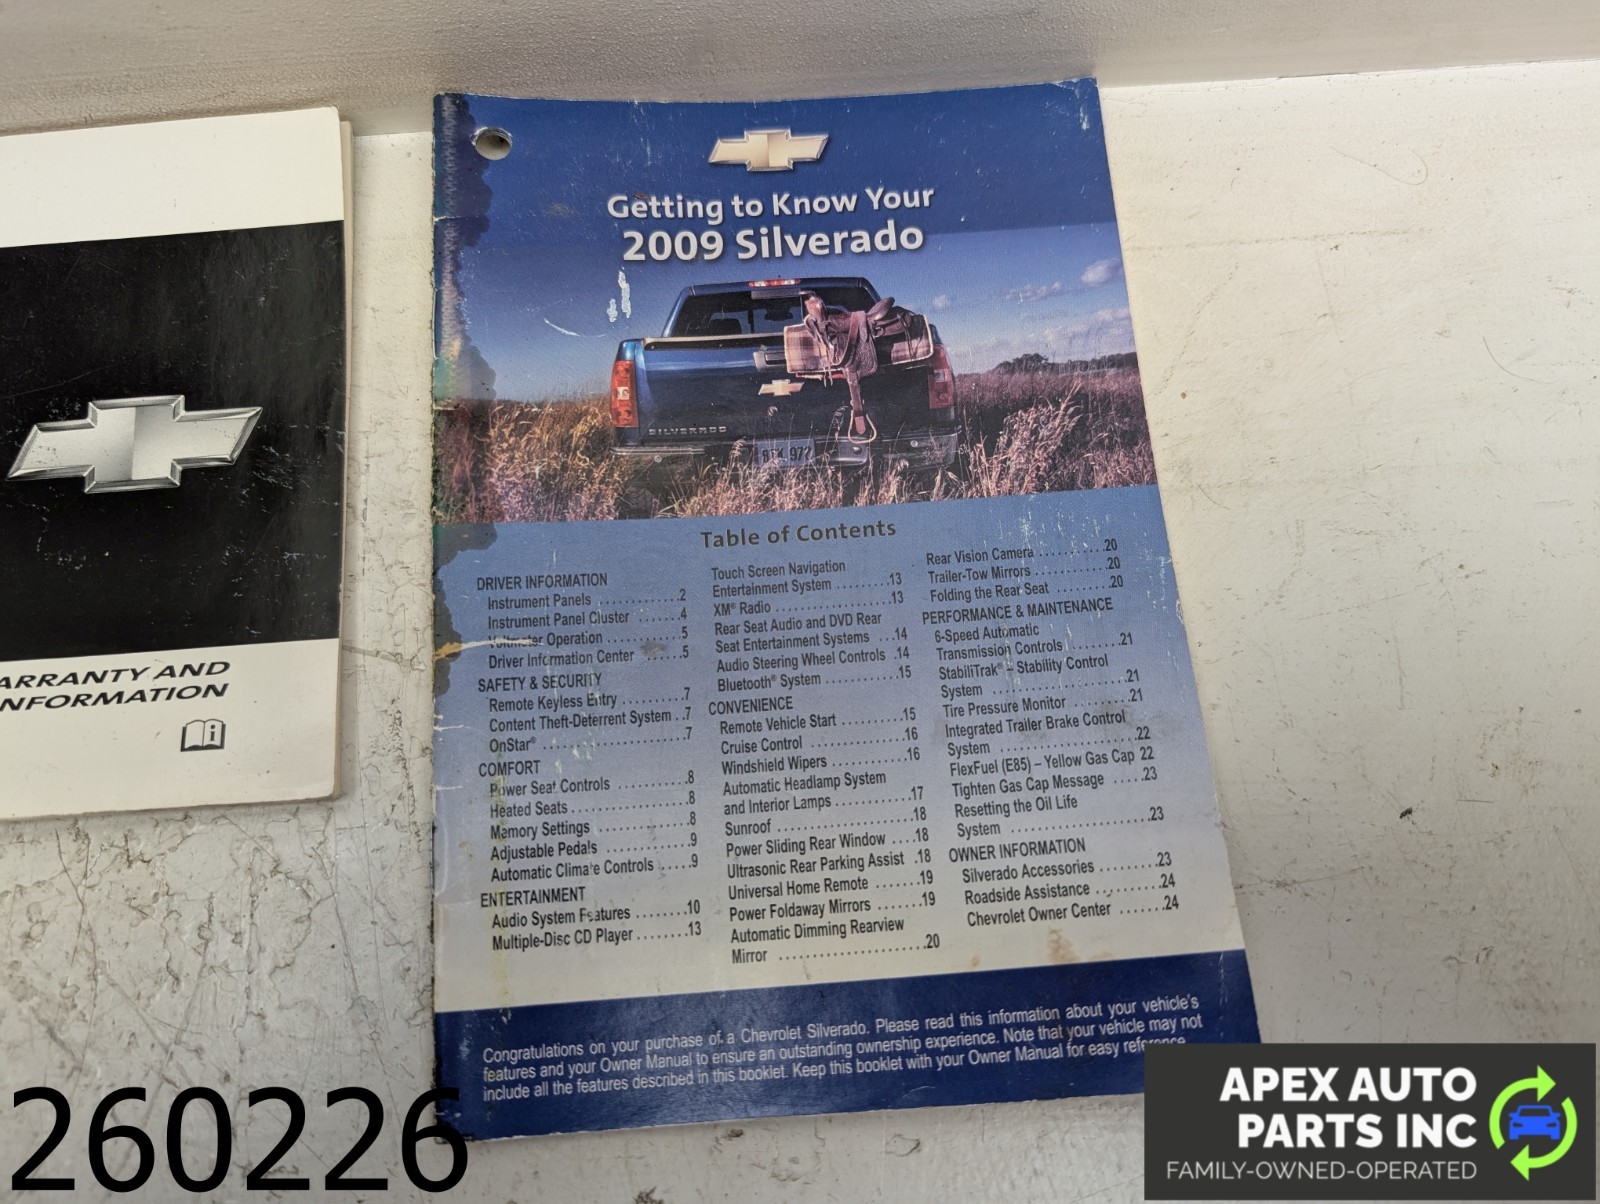 Getting to Know Your
2009 Silverado
SILVERADO
Table of Contents
DRIVER INFORMATION
Instrument Panels ............2
Instrument Panel Cluster .......4
Voltmeter Operation ...........5
Driver Information Center ......5
SAFETY & SECURITY
Remote Keyless Entry .........7
Content Theft-Deterrent System ..7
OnStar® .....................7
COMFORT
Power Seat Controls ..........8
Heated Seats .................8
Memory Settings .............8
Adjustable Pedals ............9
Automatic Climate Controls .....9
ENTERTAINMENT
Audio System Features ........10
Multiple-Disc CD Player ........13
Touch Screen Navigation
Entertainment System .........13
XM® Radio ..................13
Rear Seat Audio and DVD Rear
Seat Entertainment Systems ...14
Audio Steering Wheel Controls .14
Bluetooth® System ...........15
CONVENIENCE
Remote Vehicle Start ..........15
Cruise Control ...............16
Windshield Wipers ............16
Automatic Headlamp System
and Interior Lamps ...........17
Sunroof ....................18
Power Sliding Rear Window ....18
Ultrasonic Rear Parking Assist .18
Universal Home Remote .......19
Power Foldaway Mirrors .......19
Automatic Dimming Rearview
Mirror .....................20
Rear Vision Camera ...........20
Trailer-Tow Mirrors ............20
Folding the Rear Seat .........20
PERFORMANCE & MAINTENANCE
6-Speed Automatic
Transmission Controls .........21
StabiliTrak® – Stability Control
System ....................21
Tire Pressure Monitor .........21
Integrated Trailer Brake Control
System ....................22
FlexFuel (E85) – Yellow Gas Cap 22
Tighten Gas Cap Message .....23
Resetting the Oil Life
System ....................23
OWNER INFORMATION
Silverado Accessories ........23
Roadside Assistance ..........24
Chevrolet Owner Center .......24
Congratulations on your purchase of a Chevrolet Silverado. Please read this information about your vehicle's
features and your Owner Manual to ensure an outstanding ownership experience. Note that your vehicle may not
include all the features described in this booklet. Keep this booklet with your Owner Manual for easy reference.
ARRANTY AND
NFORMATION
260226
APEX AUTO
PARTS INC
FAMILY-OWNED-OPERATED